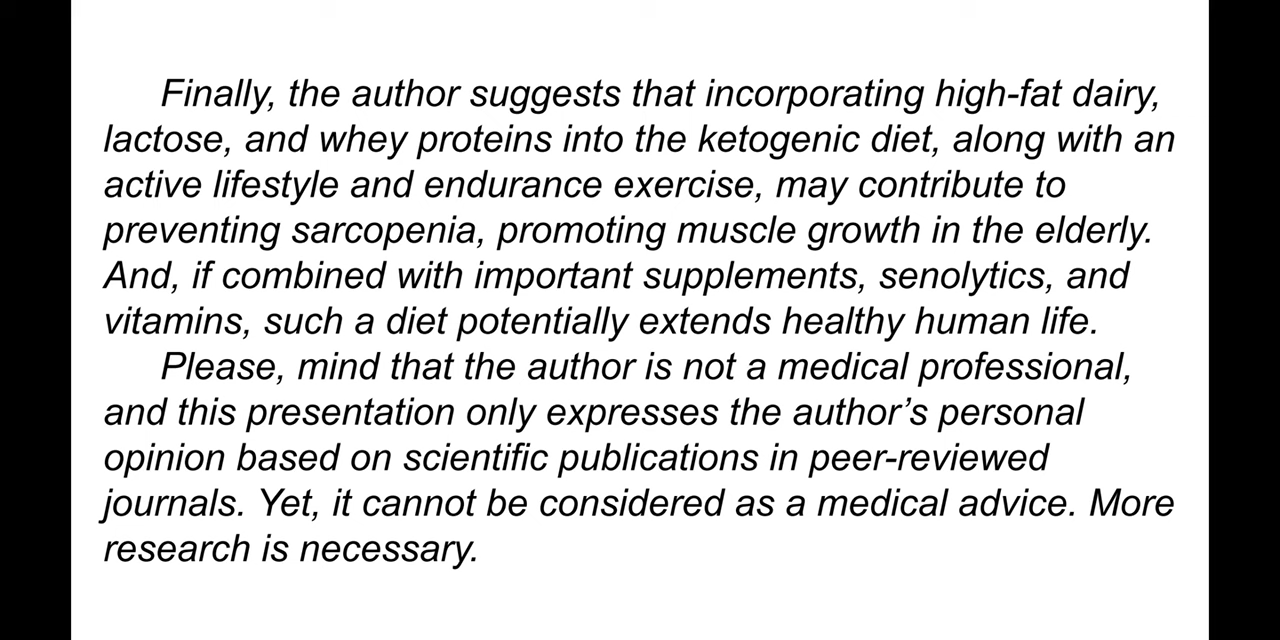 Finally, the author suggests that incorporating high-fat dairy,
lactose, and whey proteins into the ketogenic diet, along with an
active lifestyle and endurance exercise, may contribute to
preventing sarcopenia, promoting muscle growth in the elderly.
And, if combined with important supplements, senolytics, and
vitamins, such a diet potentially extends healthy human life.
Please, mind that the author is not a medical professional,
and this presentation only expresses the author’s personal
opinion based on scientific publications in peer-reviewed
journals. Yet, it cannot be considered as a medical advice. More
research is necessary.